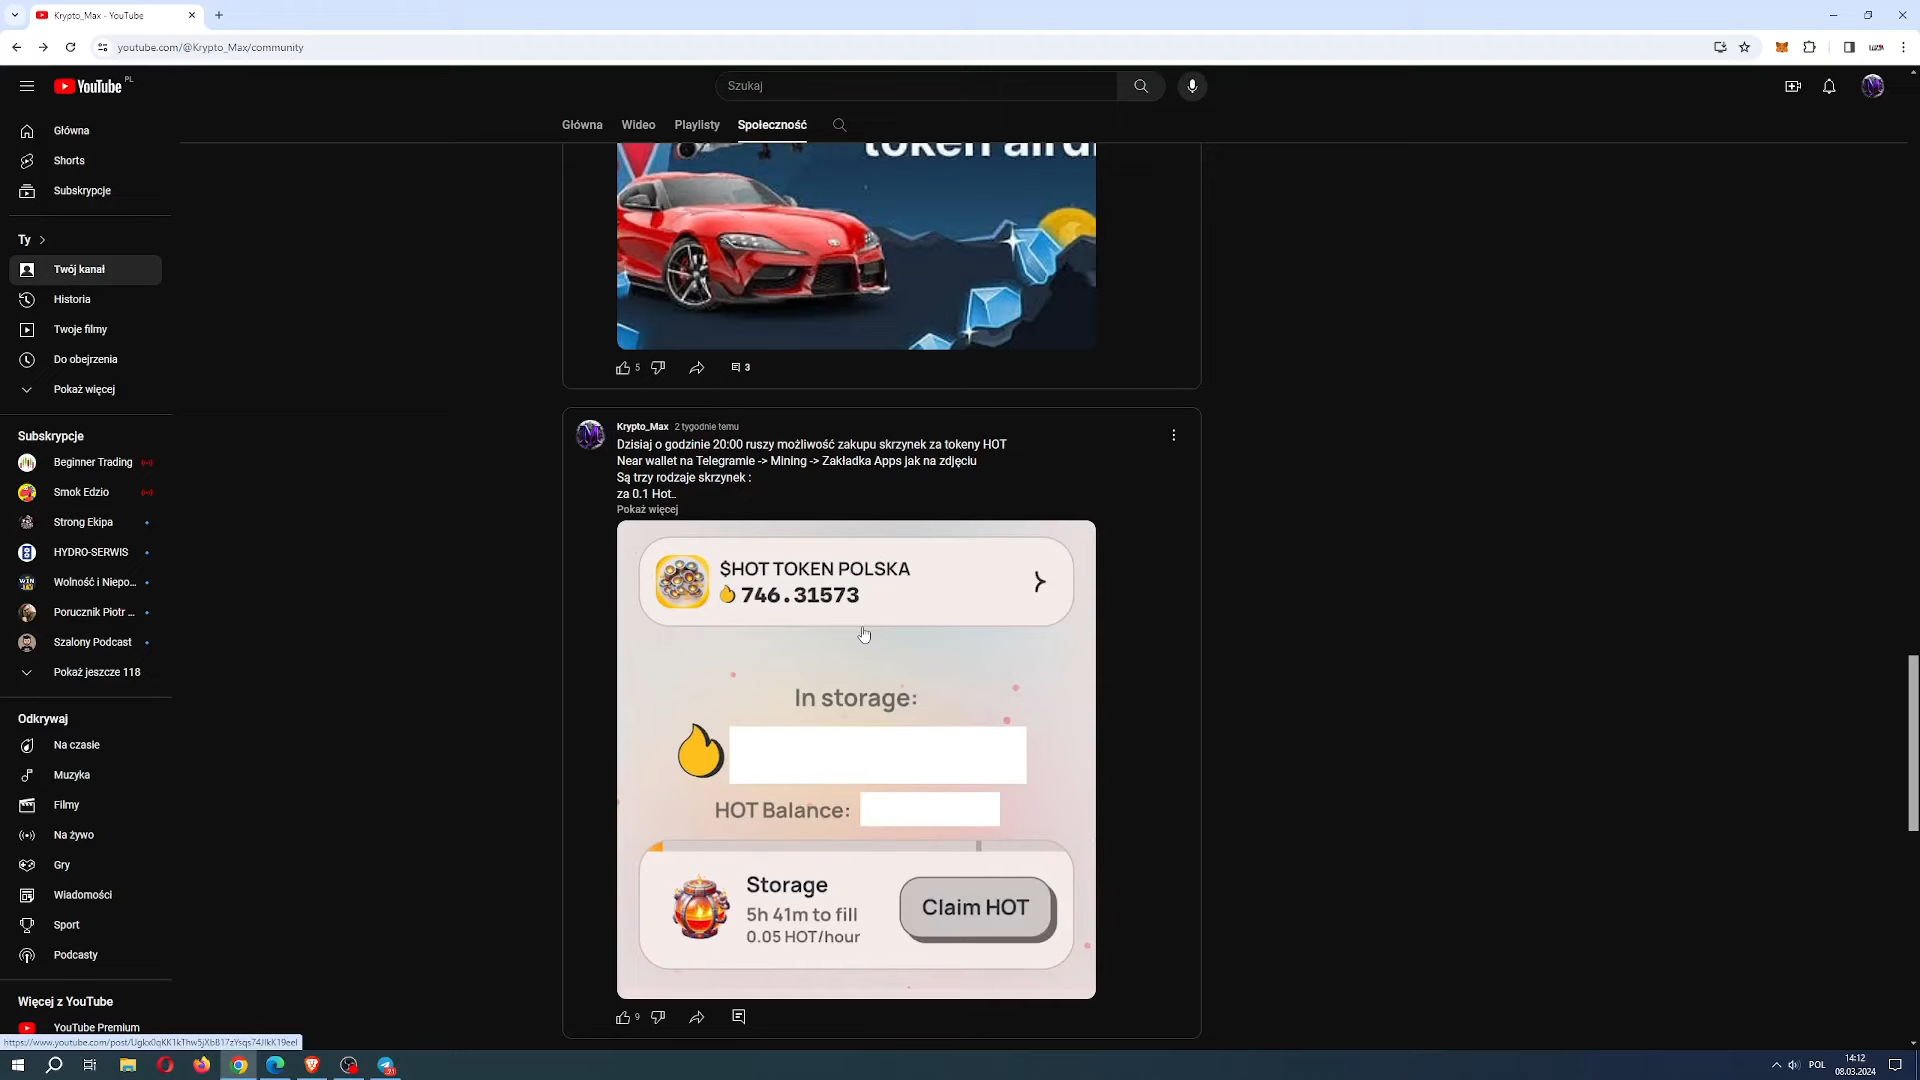 Krypto_Max - YouTube
youtube.com/@Krypto_Max/community
YouTube PL
Szukaj
Główna
Wideo
Playlisty
Społeczność
Główna
Shorts
Subskrypcje
Ty
Twój kanał
Historia
Twoje filmy
Do obejrzenia
Pokaż więcej
Subskrypcje
Beginner Trading
Smok Edzio
Strong Ekipa
HYDRO-SERWIS
Wolność i Niepo...
Porucznik Piotr ...
Szalony Podcast
Pokaż jeszcze 118
Odkrywaj
Na czasie
Muzyka
Filmy
Na żywo
Gry
Wiadomości
Sport
Podcasty
Więcej z YouTube
YouTube Premium
token
5
3
Krypto_Max 2 tygodnie temu
Dzisiaj o godzinie 20:00 ruszy możliwość zakupu skrzynek za tokeny HOT
Near wallet na Telegramie -> Mining -> Zakładka Apps jak na zdjęciu
Są trzy rodzaje skrzynek :
za 0.1 Hot..
Pokaż więcej
$HOT TOKEN POLSKA
746.31573
In storage:
HOT Balance:
Storage
5h 41m to fill
0.05 HOT/hour
Claim HOT
9
POL
14:12
08.03.2024